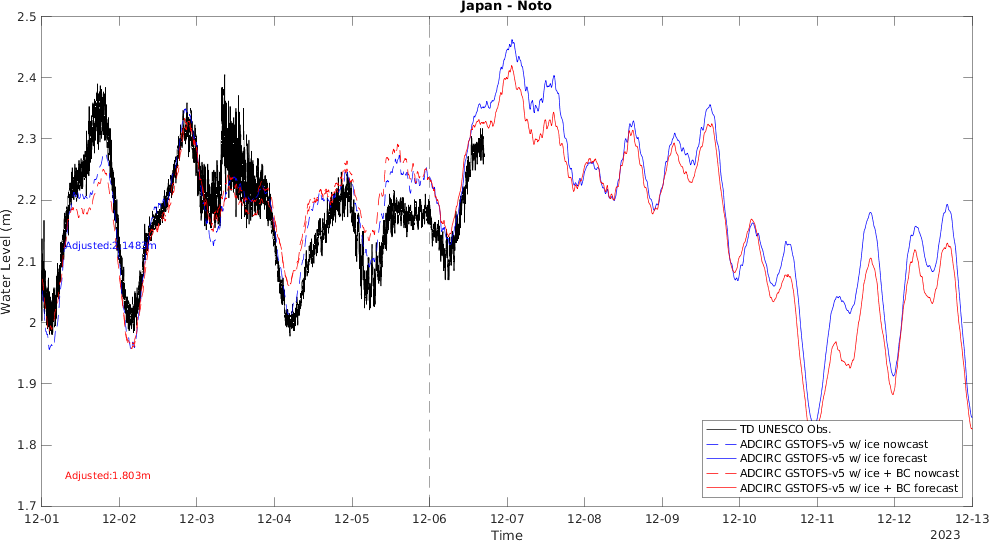 Japan - Noto
2.5
2.4
2.3
2.2
2.1
2
1.9
1.8
1.7
Water Level (m)
Adjusted:2.1482m
Adjusted:1.803m
TD UNESCO Obs.
ADCIRC GSTOFS-v5 w/ ice nowcast
ADCIRC GSTOFS-v5 w/ ice forecast
ADCIRC GSTOFS-v5 w/ ice + BC nowcast
ADCIRC GSTOFS-v5 w/ ice + BC forecast
12-01 12-02 12-03 12-04 12-05 12-06 12-07 12-08 12-09 12-10 12-11 12-12 12-13
Time
2023